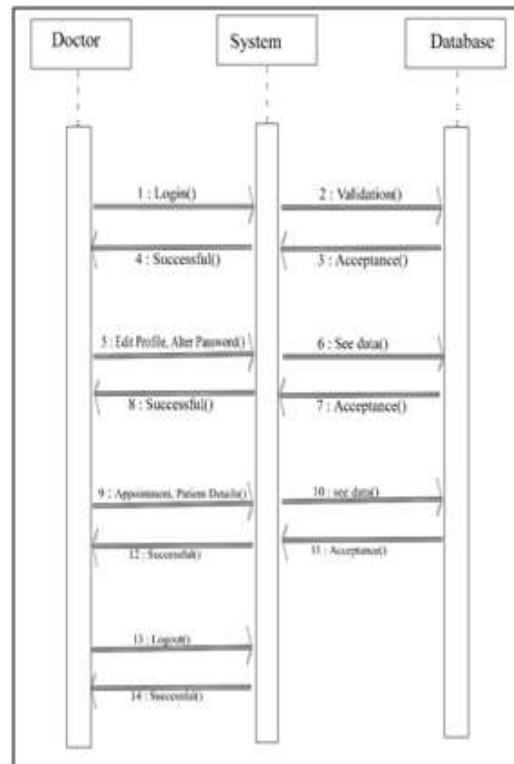 Doctor
System
Database
1 : Login()
2 : Validation()
4 : Successful()
3 : Acceptance()
5 : Edit Profile, Alter Password()
6 : See data()
8 : Successful()
7 : Acceptance()
9 : Appointment, Patient Details()
10 : see data()
12 : Successful()
11 : Acceptance()
13 : Logout()
14 : Successful()